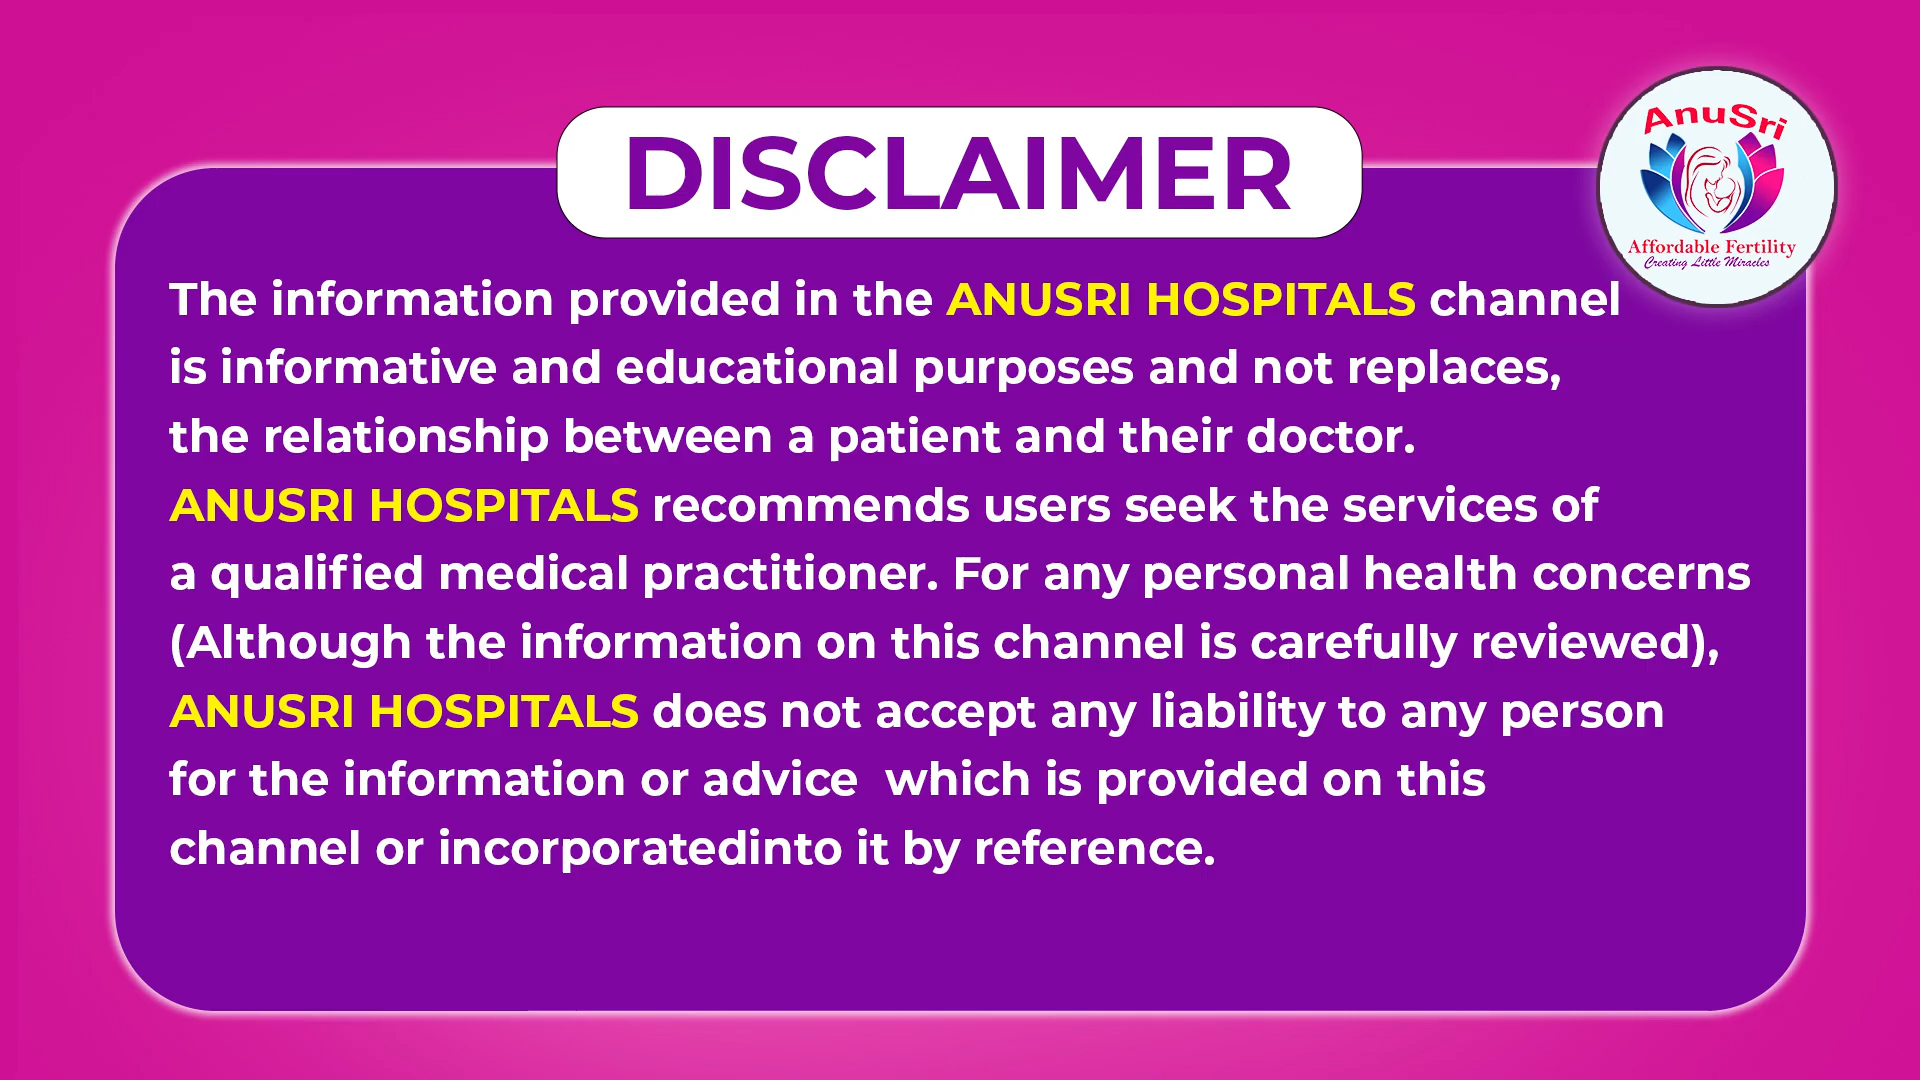 DISCLAIMER
AnuSri
Affordable Fertility
Creating Little Miracles
The information provided in the ANUSRI HOSPITALS channel
is informative and educational purposes and not replaces,
the relationship between a patient and their doctor.
ANUSRI HOSPITALS recommends users seek the services of
a qualified medical practitioner. For any personal health concerns
(Although the information on this channel is carefully reviewed),
ANUSRI HOSPITALS does not accept any liability to any person
for the information or advice  which is provided on this
channel or incorporatedinto it by reference.